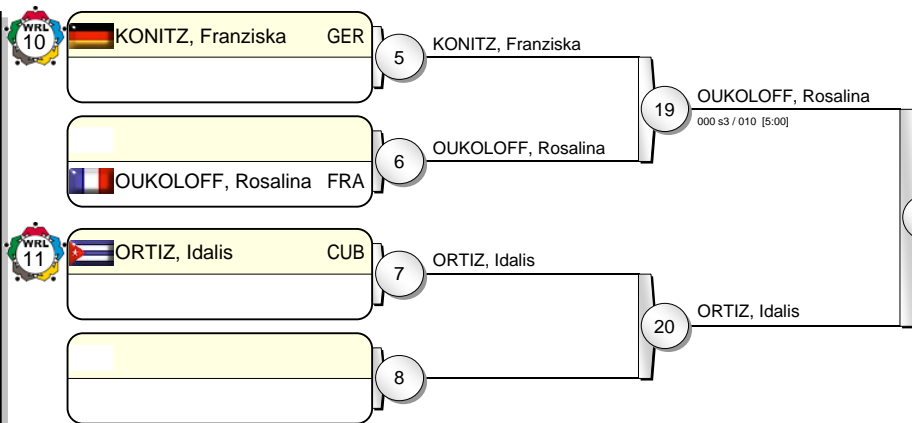 WRL
10
KONITZ, Franziska GER
5
KONITZ, Franziska
19
OUKOLOFF, Rosalina
000 s3 / 010 [5:00]
6
OUKOLOFF, Rosalina
OUKOLOFF, Rosalina FRA
WRL
11
ORTIZ, Idalis CUB
7
ORTIZ, Idalis
20
ORTIZ, Idalis
8